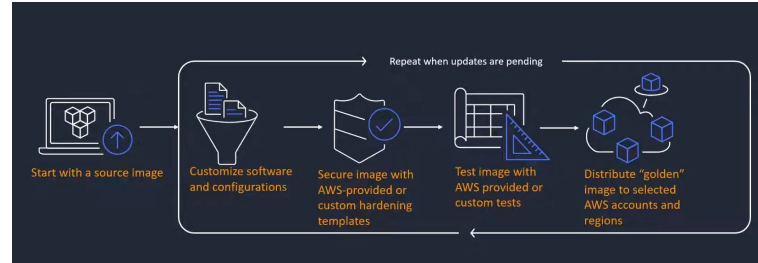 Repeat when updates are pending
Start with a source image
Customize software
and configurations
Secure image with
AWS-provided or
custom hardening
templates
Test image with
AWS provided or
custom tests
Distribute “golden”
image to selected
AWS accounts and
regions